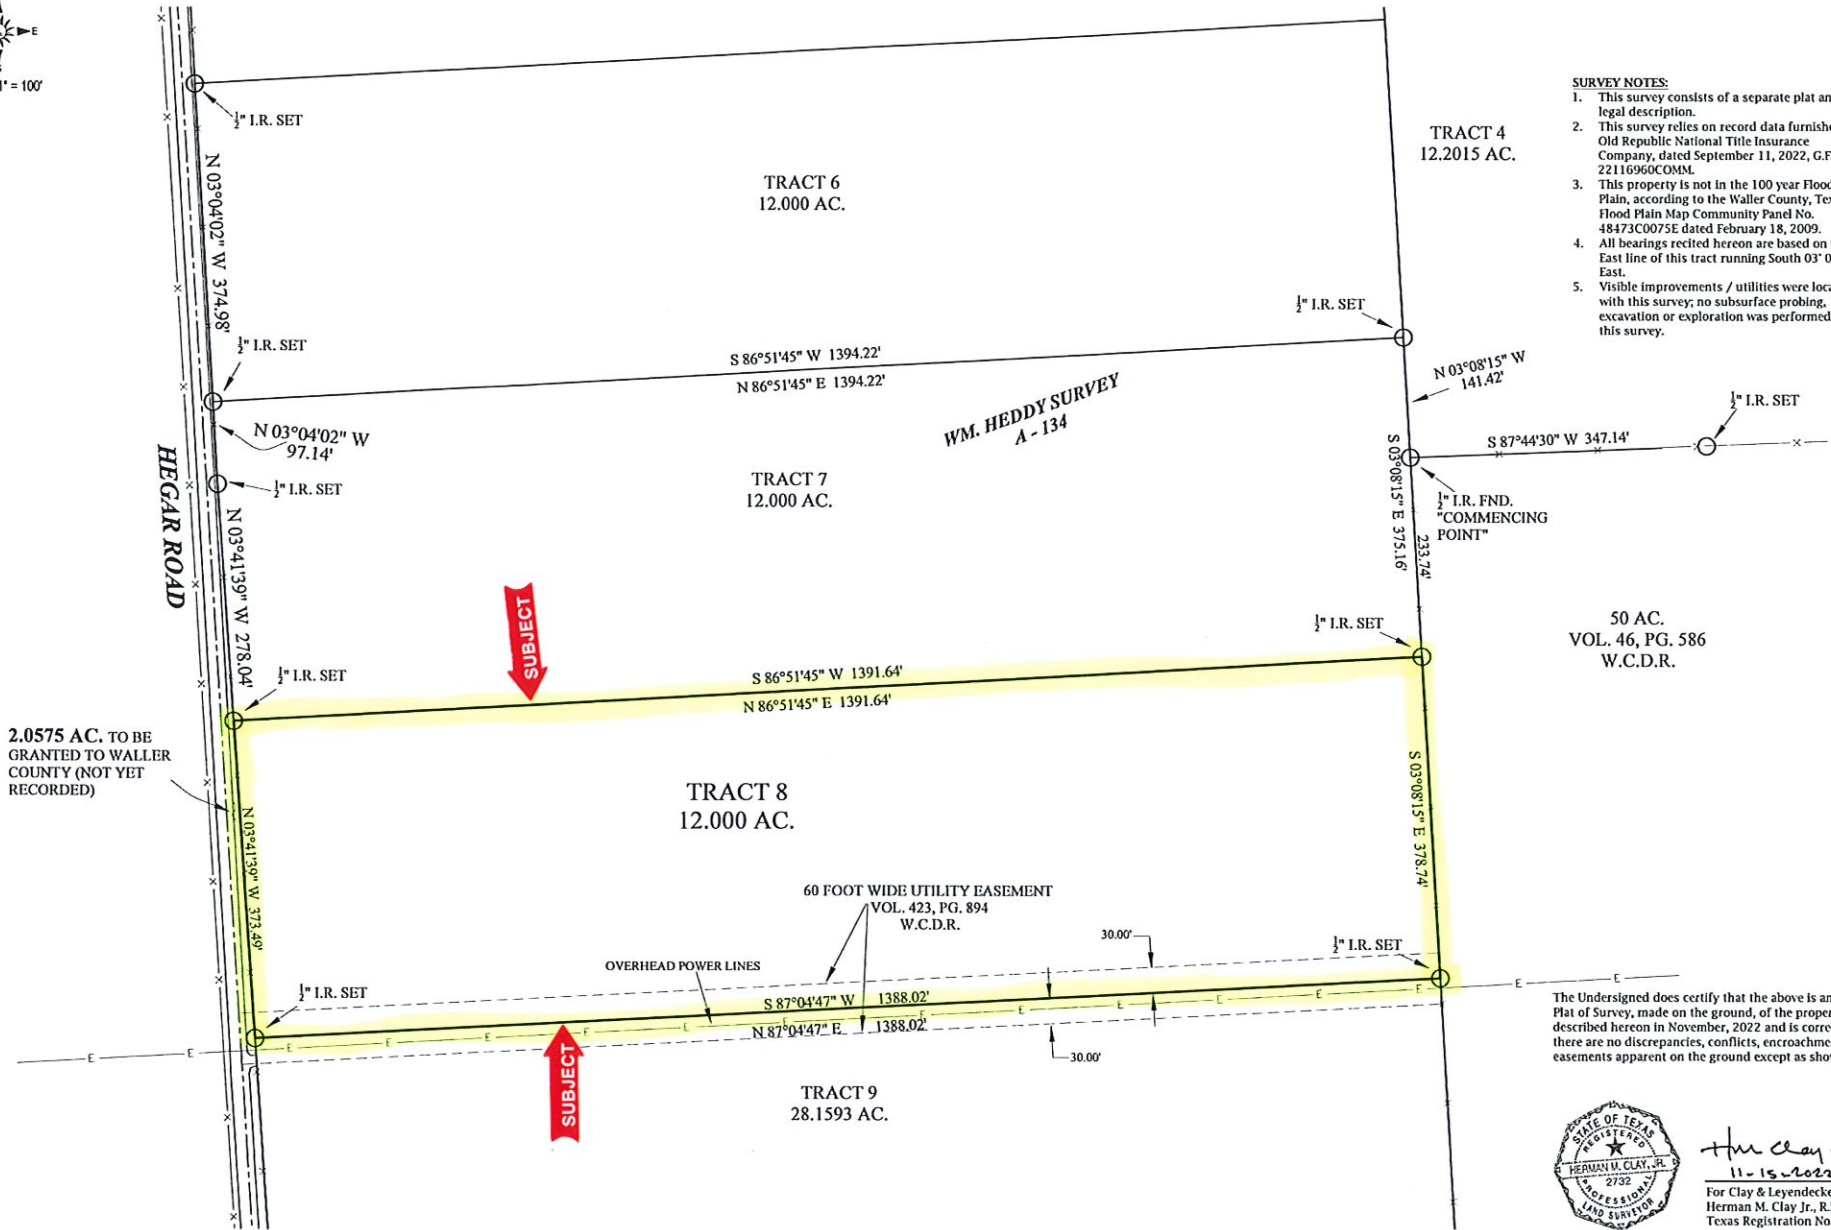 E
1" = 100'
½" I.R. SET
N 03°04'02" W 374.98'
TRACT 6
12.000 AC.
TRACT 4
12.2015 AC.
SURVEY NOTES:
1. This survey consists of a separate plat an
legal description.
2. This survey relies on record data furnishe
Old Republic National Title Insurance
Company, dated September 11, 2022, G.F.
22116960COMM.
3. This property is not in the 100 year Flood
Plain, according to the Waller County, Tex
Flood Plain Map Community Panel No.
48473C0075E dated February 18, 2009.
4. All bearings recited hereon are based on
East line of this tract running South 03° 0
East.
5. Visible improvements / utilities were loca
with this survey; no subsurface probing,
excavation or exploration was performed
this survey.
½" I.R. SET
½" I.R. SET
S 86°51'45" W 1394.22'
N 86°51'45" E 1394.22'
N 03°08'15" W
141.42'
½" I.R. SET
WM. HEDDY SURVEY
A - 134
N 03°04'02" W
97.14'
S 87°44'30" W 347.14'
HEGAR ROAD
½" I.R. SET
TRACT 7
12.000 AC.
S 03°08'15" E 375.16'
½" I.R. FND.
"COMMENCING
POINT"
233.74'
N 03°41'39" W 278.04'
SUBJECT
½" I.R. SET
50 AC.
VOL. 46, PG. 586
W.C.D.R.
½" I.R. SET
S 86°51'45" W 1391.64'
N 86°51'45" E 1391.64'
2.0575 AC. TO BE
GRANTED TO WALLER
COUNTY (NOT YET
RECORDED)
N 03°41'39" W 373.49'
TRACT 8
12.000 AC.
S 03°08'15" E 378.74'
60 FOOT WIDE UTILITY EASEMENT
VOL. 423, PG. 894
W.C.D.R.
30.00'
½" I.R. SET
OVERHEAD POWER LINES
½" I.R. SET
S 87°04'47" W 1388.02'
N 87°04'47" E 1388.02'
E E E E E E E E E E E E E E
30.00'
SUBJECT
TRACT 9
28.1593 AC.
The Undersigned does certify that the above is an
Plat of Survey, made on the ground, of the proper
described hereon in November, 2022 and is corre
there are no discrepancies, conflicts, encroachme
easements apparent on the ground except as sho
STATE OF TEXAS
REGISTERED
HERMAN M. CLAY, JR.
2732
PROFESSIONAL
LAND SURVEYOR
Hm Clay
11-15-2022
For Clay & Leyendecke
Herman M. Clay Jr., R.
Texas Registration No